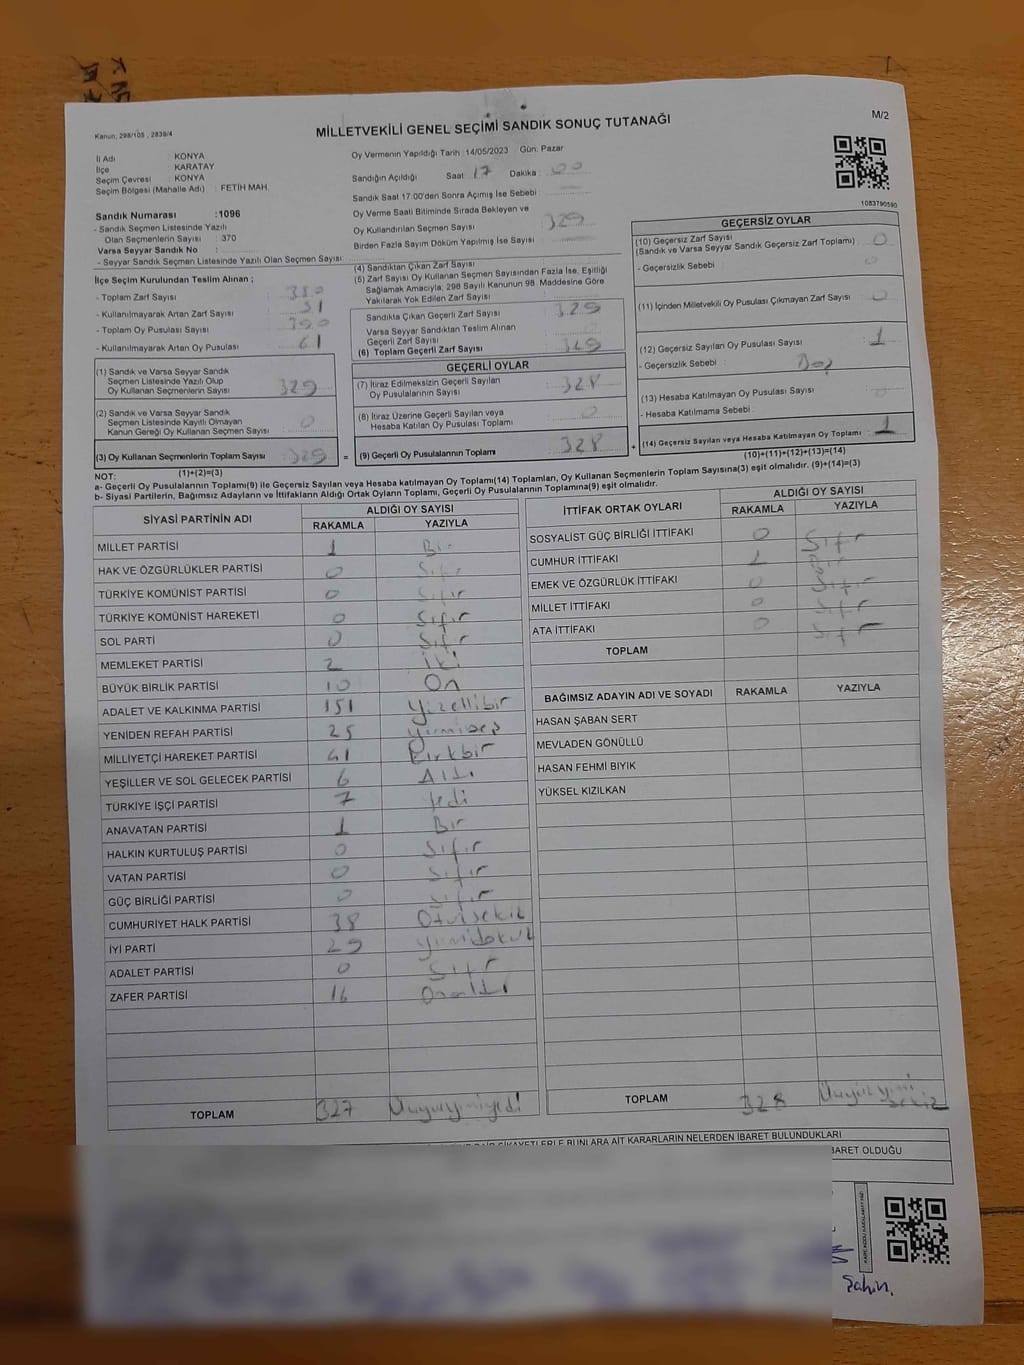 M/2
Kanun; 298/105 , 2839/4
MİLLETVEKİLİ GENEL SEÇİMİ SANDIK SONUÇ TUTANAĞI
İl Adı : KONYA
İlçe : KARATAY
Seçim Çevresi : KONYA
Seçim Bölgesi (Mahalle Adı) : FETİH MAH.
Sandık Numarası :1096
- Sandık Seçmen Listesinde Yazılı
Olan Seçmenlerin Sayısı : 370
Varsa Seyyar Sandık No :
- Seyyar Sandık Seçmen Listesinde Yazılı Olan Seçmen Sayısı :
Oy Vermenin Yapıldığı Tarih :14/05/2023 Gün: Pazar
Sandığın Açıldığı Saat : 17 Dakika : 00
Sandık Saat 17:00'den Sonra Açımış İse Sebebi :
Oy Verme Saati Bitiminde Sırada Bekleyen ve
Oy Kullandırılan Seçmen Sayısı : 329
Birden Fazla Sayım Döküm Yapılmış İse Sayısı :
1083790590
İlçe Seçim Kurulundan Teslim Alınan ;
- Toplam Zarf Sayısı : 380
- Kullanılmayarak Artan Zarf Sayısı : 51
- Toplam Oy Pusulası Sayısı : 390
- Kullanılmayarak Artan Oy Pusulası : 61
(1) Sandık ve Varsa Seyyar Sandık
Seçmen Listesinde Yazılı Olup
Oy Kullanan Seçmenlerin Sayısı : 329
(2) Sandık ve Varsa Seyyar Sandık
Seçmen Listesinde Kayıtlı Olmayan
Kanun Gereği Oy Kullanan Seçmen Sayısı : 0
(3) Oy Kullanan Seçmenlerin Toplam Sayısı : 329
(1)+(2)=(3)
(4) Sandıktan Çıkan Zarf Sayısı :
(5) Zarf Sayısı Oy Kullanan Seçmen Sayısından Fazla İse, Eşitliği
Sağlamak Amacıyla; 298 Sayılı Kanunun 98. Maddesine Göre
Yakılarak Yok Edilen Zarf Sayısı :
Sandıkta Çıkan Geçerli Zarf Sayısı : 329
Varsa Seyyar Sandıktan Teslim Alınan
Geçerli Zarf Sayısı :
(6) Toplam Geçerli Zarf Sayısı : 329
GEÇERLİ OYLAR
(7) İtiraz Edilmeksizin Geçerli Sayılan
Oy Pusulalarının Sayısı : 328
(8) İtiraz Üzerine Geçerli Sayılan veya
Hesaba Katılan Oy Pusulası Toplamı : 0
= (9) Geçerli Oy Pusulalarının Toplamı : 328 +
GEÇERSİZ OYLAR
(10) Geçersiz Zarf Sayısı
(Sandık ve Varsa Seyyar Sandık Geçersiz Zarf Toplamı) : 0
- Geçersizlik Sebebi : 0
(11) İçinden Milletvekili Oy Pusulası Çıkmayan Zarf Sayısı : 0
(12) Geçersiz Sayılan Oy Pusulası Sayısı : 1
- Geçersizlik Sebebi : Boş
(13) Hesaba Katılmayan Oy Pusulası Sayısı : 0
- Hesaba Katılmama Sebebi :
(14) Geçersiz Sayılan veya Hesaba Katılmayan Oy Toplamı : 1
(10)+(11)+(12)+(13)=(14)
NOT:
a- Geçerli Oy Pusulaları Toplamı(9) ile Geçersiz Sayılan veya Hesaba katılmayan Oy Toplamı(14) Toplamları, Oy Kullanan Seçmenlerin Toplam Sayısına(3) eşit olmalıdır. (9)+(14)=(3)
b- Siyasi Partilerin, Bağımsız Adayların ve İttifakların Aldığı Ortak Oyların Toplamı, Geçerli Oy Pusulalarının Toplamına(9) eşit olmalıdır.
SİYASİ PARTİNİN ADI ALDIĞI OY SAYISI
RAKAMLA YAZIYLA
MİLLET PARTİSİ 1 Bir
HAK VE ÖZGÜRLÜKLER PARTİSİ 0 Sıfır
TÜRKİYE KOMÜNİST PARTİSİ 0 Sıfır
TÜRKİYE KOMÜNİST HAREKETİ 0 Sıfır
SOL PARTİ 0 Sıfır
MEMLEKET PARTİSİ 2 İki
BÜYÜK BİRLİK PARTİSİ 10 On
ADALET VE KALKINMA PARTİSİ 151 Yüzellibir
YENİDEN REFAH PARTİSİ 25 Yirmibeş
MİLLİYETÇİ HAREKET PARTİSİ 41 Kırkbir
YEŞİLLER VE SOL GELECEK PARTİSİ 6 Altı
TÜRKİYE İŞÇİ PARTİSİ 7 Yedi
ANAVATAN PARTİSİ 1 Bir
HALKIN KURTULUŞ PARTİSİ 0 Sıfır
VATAN PARTİSİ 0 Sıfır
GÜÇ BİRLİĞİ PARTİSİ 0 Sıfır
CUMHURİYET HALK PARTİSİ 38 Otuzsekiz
İYİ PARTİ 29 Yirmidokuz
ADALET PARTİSİ 0 Sıfır
ZAFER PARTİSİ 16 Onaltı
TOPLAM 327 Üçyüzyirmiyedi
İTTİFAK ORTAK OYLARI ALDIĞI OY SAYISI
RAKAMLA YAZIYLA
SOSYALİST GÜÇ BİRLİĞİ İTTİFAKI 0 Sıfır
CUMHUR İTTİFAKI 1 Bir
EMEK VE ÖZGÜRLÜK İTTİFAKI 0 Sıfır
MİLLET İTTİFAKI 0 Sıfır
ATA İTTİFAKI 0 Sıfır
TOPLAM
BAĞIMSIZ ADAYIN ADI VE SOYADI RAKAMLA YAZIYLA
HASAN ŞABAN SERT
MEVLADEN GÖNÜLLÜ
HASAN FEHMİ BIYIK
YÜKSEL KIZILKAN
TOPLAM 328 Üçyüzyirmi
sekiz
ŞİKAYETLERLE BUNLARA AİT KARARLARIN NELERDEN İBARET BULUNDUKLARI
BARET OLDUĞU
Şahin